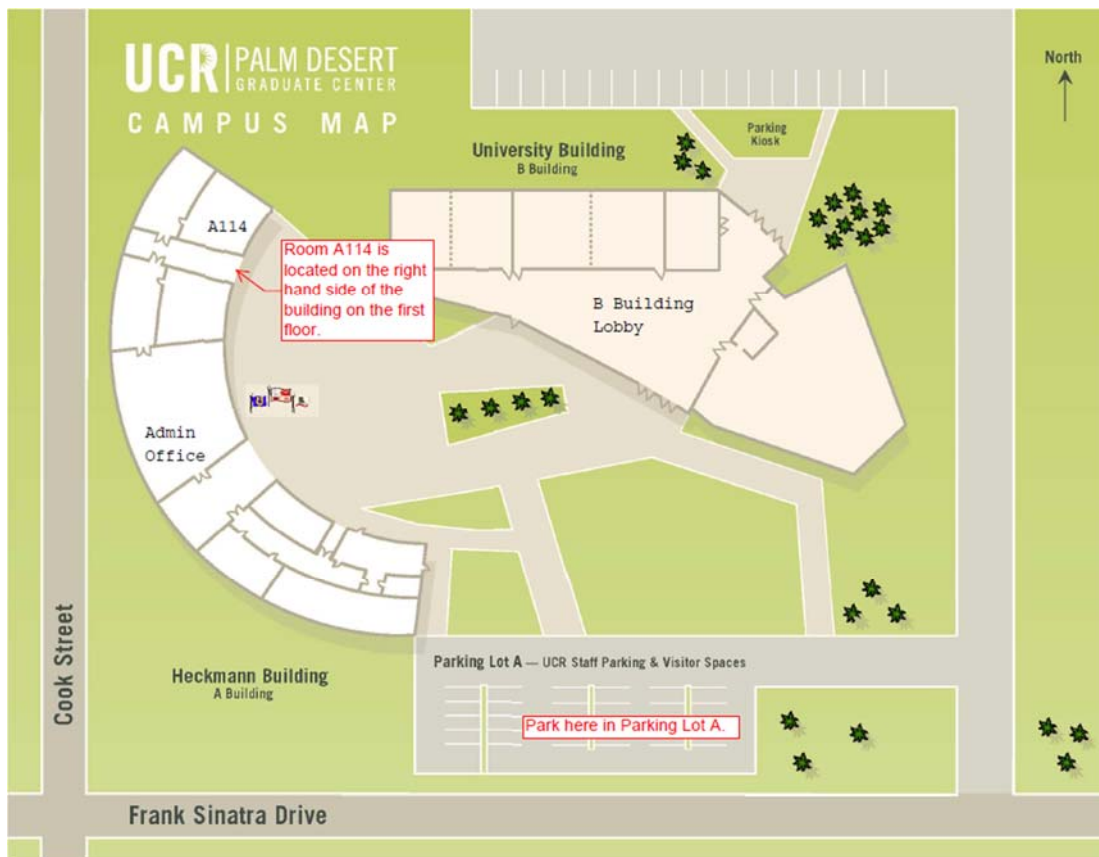 UCR PALM DESERT
GRADUATE CENTER
CAMPUS MAP
North
Parking
Kiosk
University Building
B Building
A114
Room A114 is
located on the right
hand side of the
building on the first
floor.
B Building
Lobby
Admin
Office
Cook Street
Heckmann Building
A Building
Parking Lot A — UCR Staff Parking & Visitor Spaces
Park here in Parking Lot A.
Frank Sinatra Drive